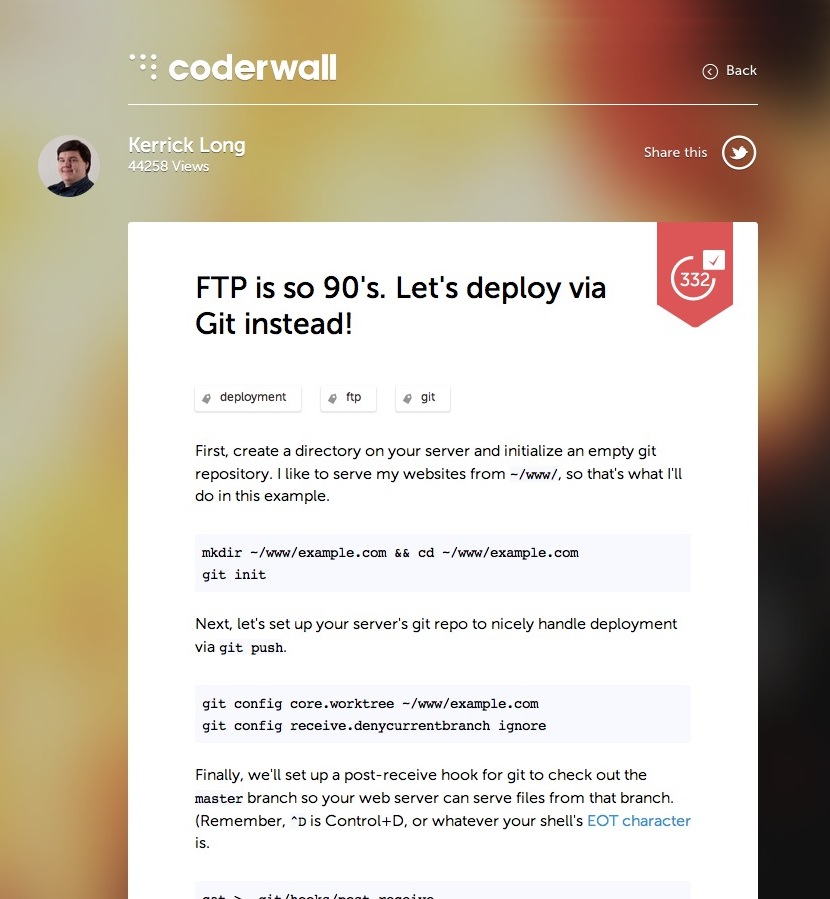 coderwall
Back
Kerrick Long
44258 Views
Share this
332
FTP is so 90's. Let's deploy via
Git instead!
deployment
ftp
git
First, create a directory on your server and initialize an empty git
repository. I like to serve my websites from ~/www/, so that's what I'll
do in this example.
mkdir ~/www/example.com && cd ~/www/example.com
git init
Next, let's set up your server's git repo to nicely handle deployment
via git push.
git config core.worktree ~/www/example.com
git config receive.denycurrentbranch ignore
Finally, we'll set up a post-receive hook for git to check out the
master branch so your web server can serve files from that branch.
(Remember, ^D is Control+D, or whatever your shell's EOT character
is.
cat > .git/hooks/post-receive